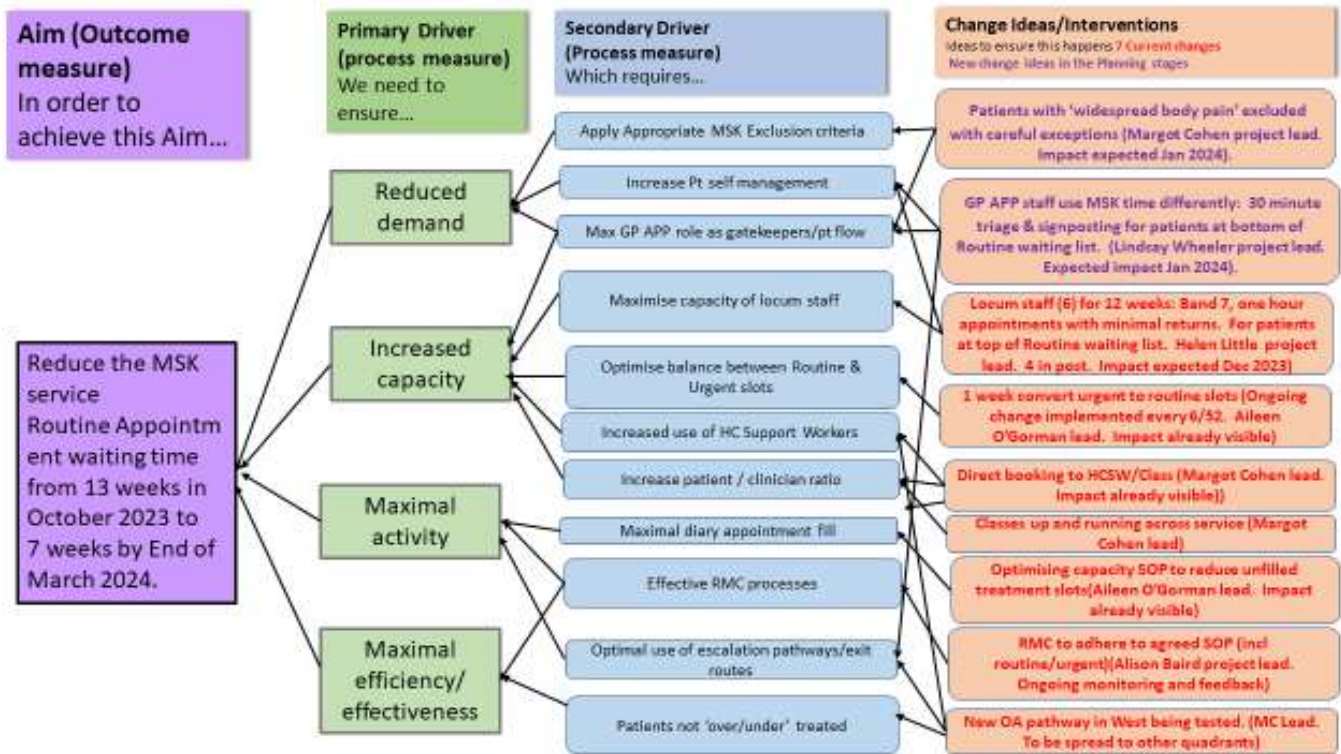 Aim (Outcome
measure)
In order to
achieve this Aim...
Primary Driver
(process measure)
We need to
ensure...
Secondary Driver
(Process measure)
Which requires...
Change Ideas/Interventions
Ideas to ensure this happens 7 Current changes
New change ideas in the Planning stages
Reduce the MSK
service
Routine Appointm
ent waiting time
from 13 weeks in
October 2023 to
7 weeks by End of
March 2024.
Reduced
demand
Increased
capacity
Maximal
activity
Maximal
efficiency/
effectiveness
Apply Appropriate MSK Exclusion criteria
Increase Pt self management
Max GP APP role as gatekeepers/pt flow
Maximise capacity of locum staff
Optimise balance between Routine &
Urgent slots
Increased use of HC Support Workers
Increase patient / clinician ratio
Maximal diary appointment fill
Effective RMC processes
Optimal use of escalation pathways/exit
routes
Patients not 'over/under' treated
Patients with 'widespread body pain' excluded
with careful exceptions (Margot Cohen project lead.
Impact expected Jan 2024).
GP APP staff use MSK time differently: 30 minute
triage & signposting for patients at bottom of
Routine waiting list. (Lindsay Wheeler project lead.
Expected impact Jan 2024).
Locum staff (6) for 12 weeks: Band 7, one hour
appointments with minimal returns. For patients
at top of Routine waiting list. Helen Little project
lead. 4 in post. Impact expected Dec 2023)
1 week convert urgent to routine slots (Ongoing
change implemented every 6/52. Aileen
O'Gorman lead. Impact already visible)
Direct booking to HCSW/Class (Margot Cohen lead.
Impact already visible))
Classes up and running across service (Margot
Cohen lead)
Optimising capacity SOP to reduce unfilled
treatment slots(Aileen O'Gorman lead. Impact
already visible)
RMC to adhere to agreed SOP (incl
routine/urgent)(Alison Baird project lead.
Ongoing monitoring and feedback)
New OA pathway in West being tested. (MC Lead.
To be spread to other quadrants)